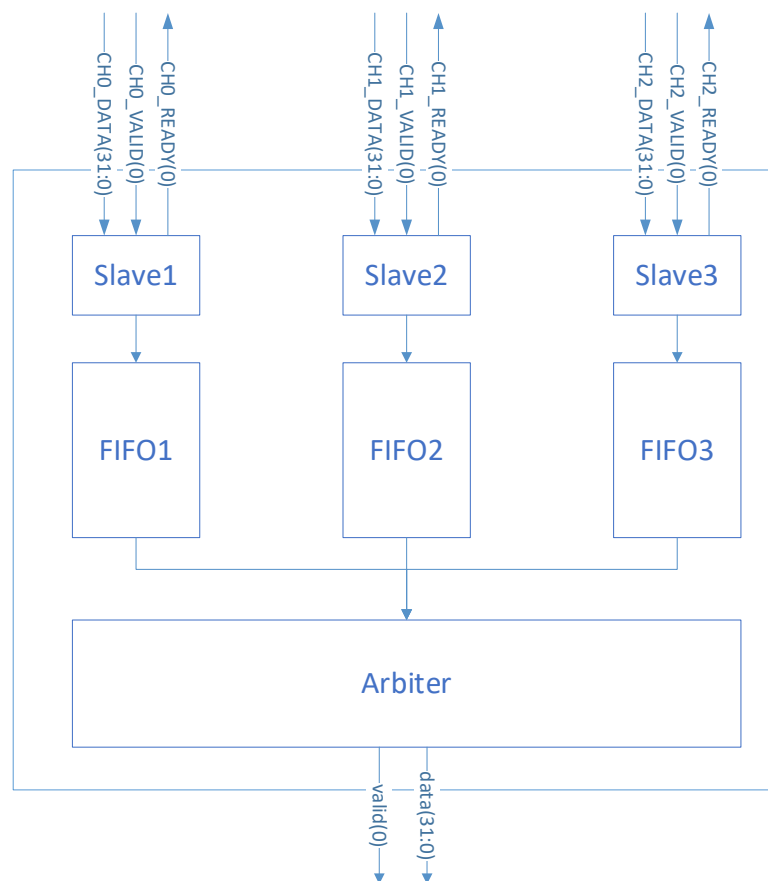 CH0_DATA(31:0)
CH0_VALID(0)
CH0_READY(0)
CH1_DATA(31:0)
CH1_VALID(0)
CH1_READY(0)
CH2_DATA(31:0)
CH2_VALID(0)
CH2_READY(0)
Slave1
Slave2
Slave3
FIFO1
FIFO2
FIFO3
Arbiter
valid(0)
data(31:0)